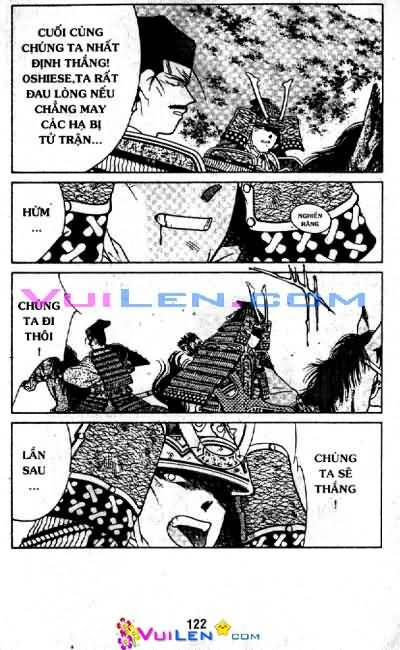 CUỐI CÙNG
CHÚNG TA NHẤT
ĐỊNH THẮNG!
OSHIESE, TA RẤT
ĐAU LÒNG NẾU
CHẲNG MAY
CÁC HẠ BỊ
TỬ TRẬN...
HỪM
...
NGHIẾN
RĂNG
VUILEN.COM
CHÚNG
TA ĐI
THÔI
!
LẦN
SAU
...
CHÚNG
TA SẼ
THẮNG
!
122
VUILEN COM